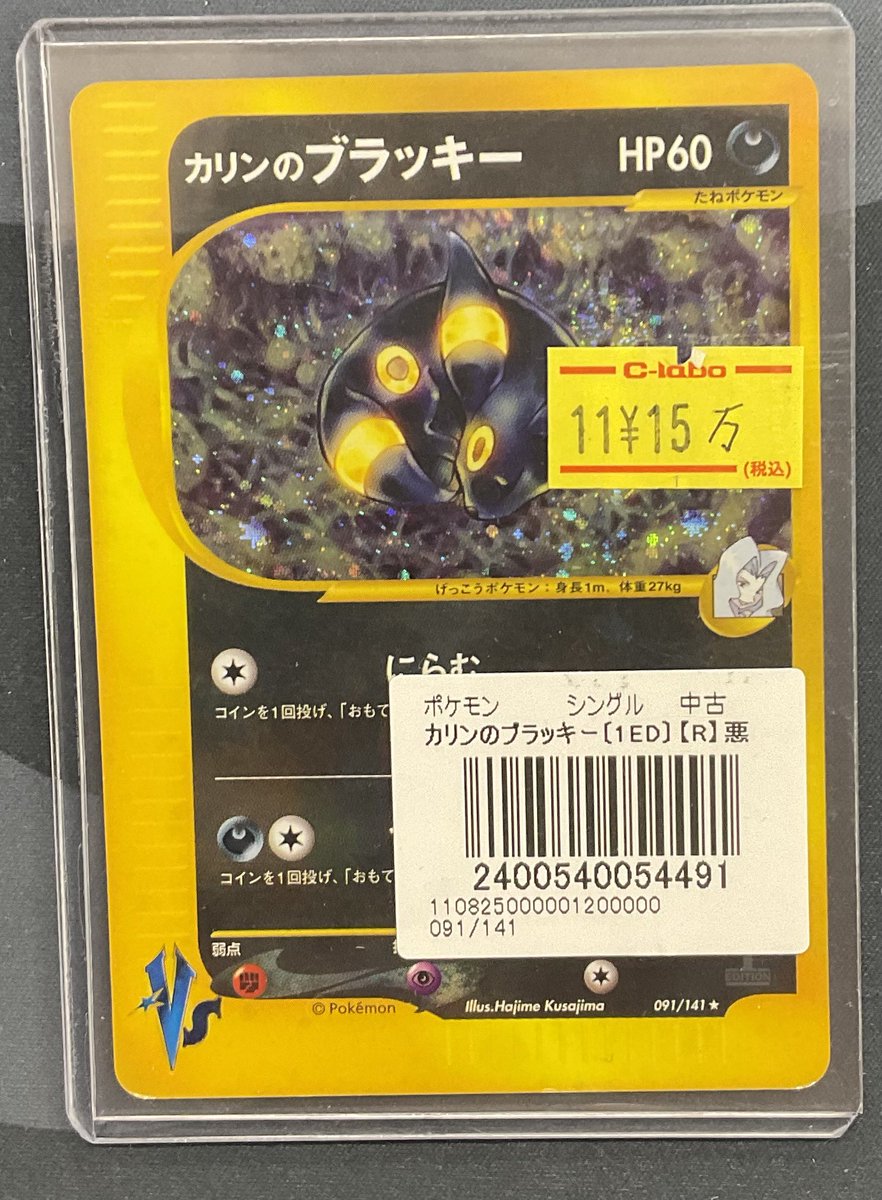 カリンのブラッキー HP60
たねポケモン
C-labo
11¥15万
(税込)
げっこうポケモン：身長1m, 体重27kg
にらむ
コインを1回投げ、「おもて
ポケモン シングル 中古
カリンのブラッキー〔1ED〕【R】悪
2400540054491
110825000001200000
091/141
コインを1回投げ、「おもて
弱点
EDITION
VS
©Pokémon
Illus.Hajime Kusajima
091/141★